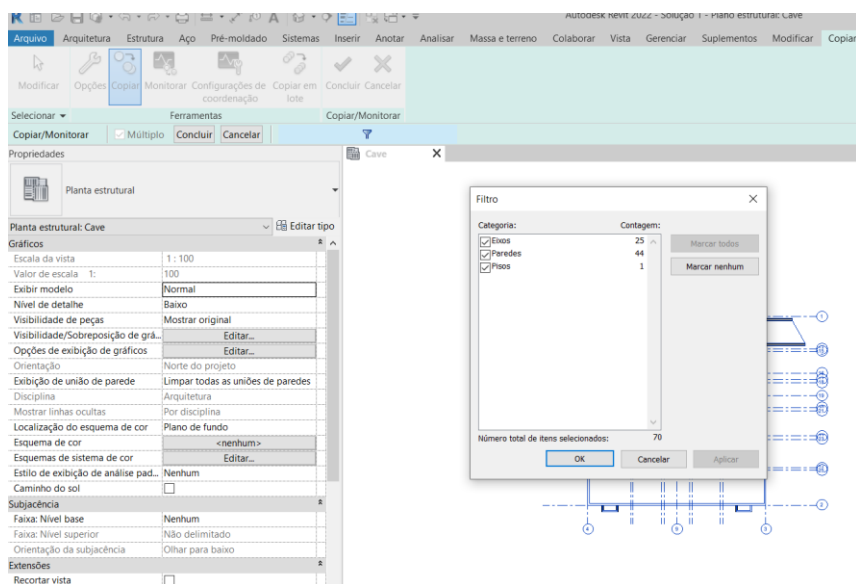 Autodesk Revit 2022 - Solução 1 - Plano estrutural: Cave
Arquivo Arquitetura Estrutura Aço Pré-moldado Sistemas Inserir Anotar Analisar Massa e terreno Colaborar Vista Gerenciar Suplementos Modificar Copiar
Modificar Opções Copiar Monitorar Configurações de coordenação Copiar em lote Concluir Cancelar
Selecionar Ferramentas Copiar/Monitorar
Copiar/Monitorar Múltiplo Concluir Cancelar
Propriedades
Cave
Planta estrutural
Planta estrutural: Cave Editar tipo
Gráficos
Escala da vista 1 : 100
Valor de escala 1: 100
Exibir modelo Normal
Nível de detalhe Baixo
Visibilidade de peças Mostrar original
Visibilidade/Sobreposição de grá... Editar...
Opções de exibição de gráficos Editar...
Orientação Norte do projeto
Exibição de união de parede Limpar todas as uniões de paredes
Disciplina Arquitetura
Mostrar linhas ocultas Por disciplina
Localização do esquema de cor Plano de fundo
Esquema de cor <nenhum>
Esquemas de sistema de cor Editar...
Estilo de exibição de análise pad... Nenhum
Caminho do sol
Subjacência
Faixa: Nível base Nenhum
Faixa: Nível superior Não delimitado
Orientação da subjacência Olhar para baixo
Extensões
Recortar vista
Filtro
Categoria: Contagem:
Eixos 25
Paredes 44
Pisos 1
Marcar todos
Marcar nenhum
Número total de itens selecionados: 70
OK Cancelar Aplicar
1
2
4
3